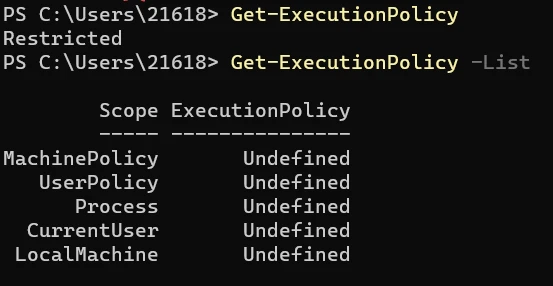 PS C:\Users\21618> Get-ExecutionPolicy
Restricted
PS C:\Users\21618> Get-ExecutionPolicy -List
Scope ExecutionPolicy
----- ---------------
MachinePolicy Undefined
UserPolicy Undefined
Process Undefined
CurrentUser Undefined
LocalMachine Undefined